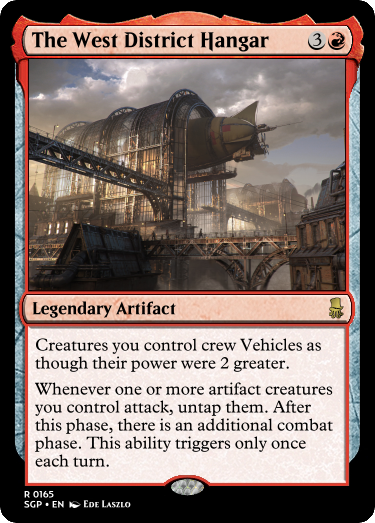 The West District Hangar 3
Legendary Artifact
Creatures you control crew Vehicles as
though their power were 2 greater.
Whenever one or more artifact creatures
you control attack, untap them. After
this phase, there is an additional combat
phase. This ability triggers only once
each turn.
R 0165
SGP • EN Ede Laszlo